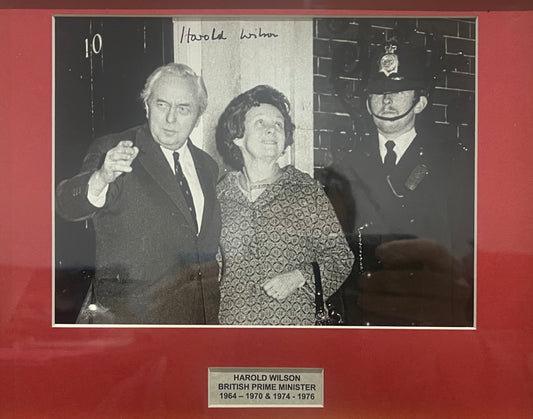 Harold Wilson
10
HAROLD WILSON
BRITISH PRIME MINISTER
1964 – 1970 & 1974 - 1976